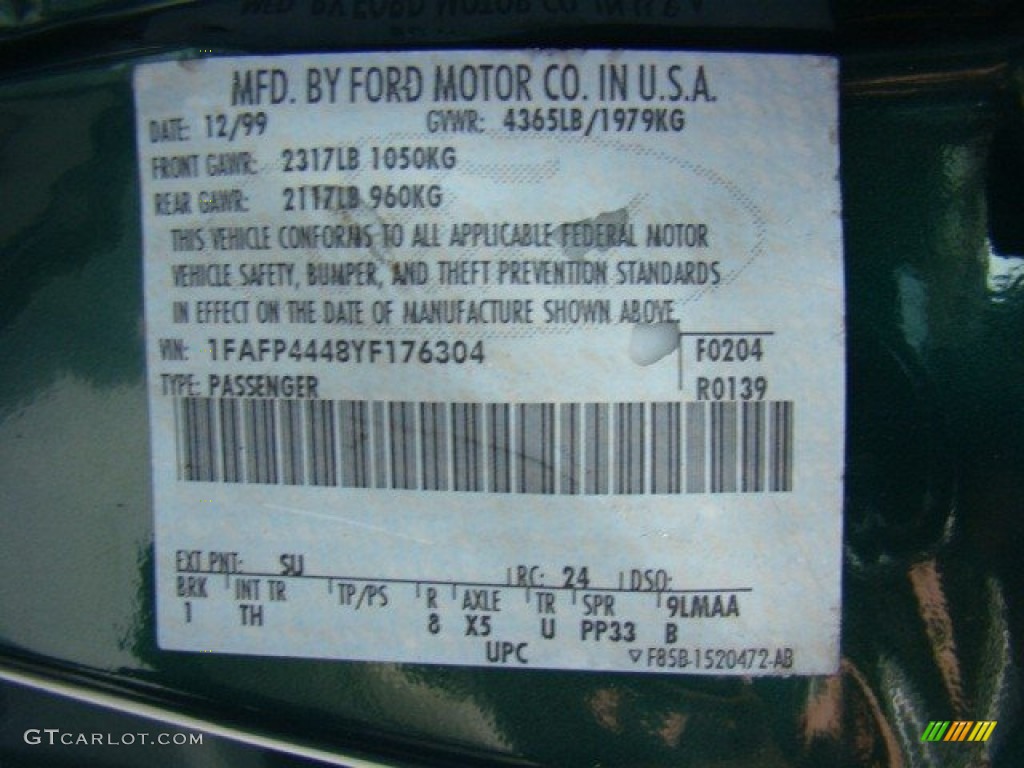 MFD. BY FORD MOTOR CO. IN U.S.A.
DATE: 12/99 GVWR: 4365LB/1979KG
FRONT GAWR: 2317LB 1050KG
REAR GAWR: 2117LB 960KG
THIS VEHICLE CONFORMS TO ALL APPLICABLE FEDERAL MOTOR
VEHICLE SAFETY, BUMPER, AND THEFT PREVENTION STANDARDS
IN EFFECT ON THE DATE OF MANUFACTURE SHOWN ABOVE.
VIN: 1FAFP4448YF176304 F0204
TYPE: PASSENGER R0139
EXT PNT: SU RC: 24 DSO:
BRK INT TR TP/PS R AXLE TR SPR 9LMAA
1 TH 8 X5 U PP33 B
UPC ▽ F85B-1520472-AB
GTCARLOT.COM